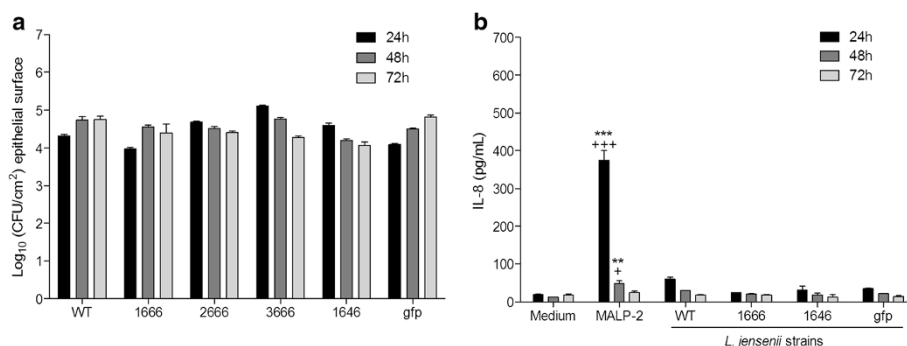 a
24h
48h
72h
Log10 (CFU/cm2) epithelial surface
7
6
5
4
3
2
1
0
WT 1666 2666 3666 1646 gfp
b
24h
48h
72h
IL-8 (pg/mL)
700
600
500
400
300
200
100
0
***
+++
**
+
Medium MALP-2 WT 1666 1646 gfp
L. jensenii strains